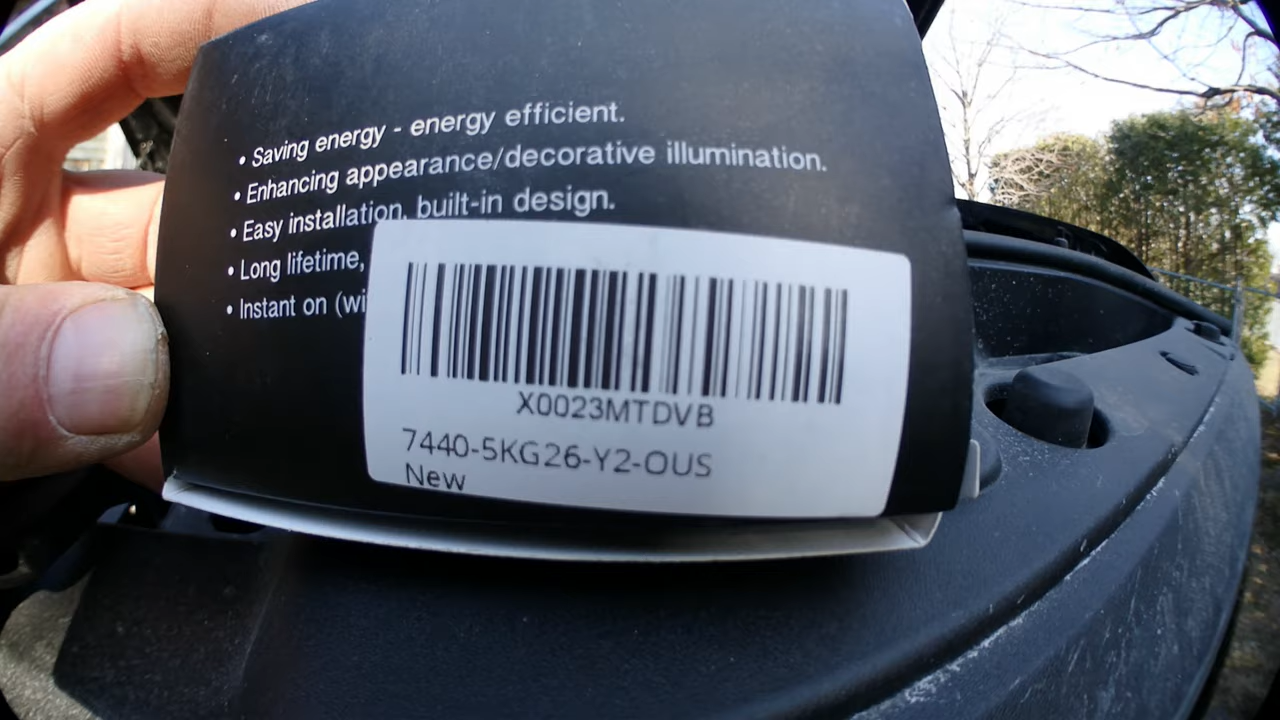 • Saving energy - energy efficient.
• Enhancing appearance/decorative illumination.
• Easy installation, built-in design.
• Long lifetime,
• Instant on (wi
X0023MTDVB
7440-5KG26-Y2-OUS
New